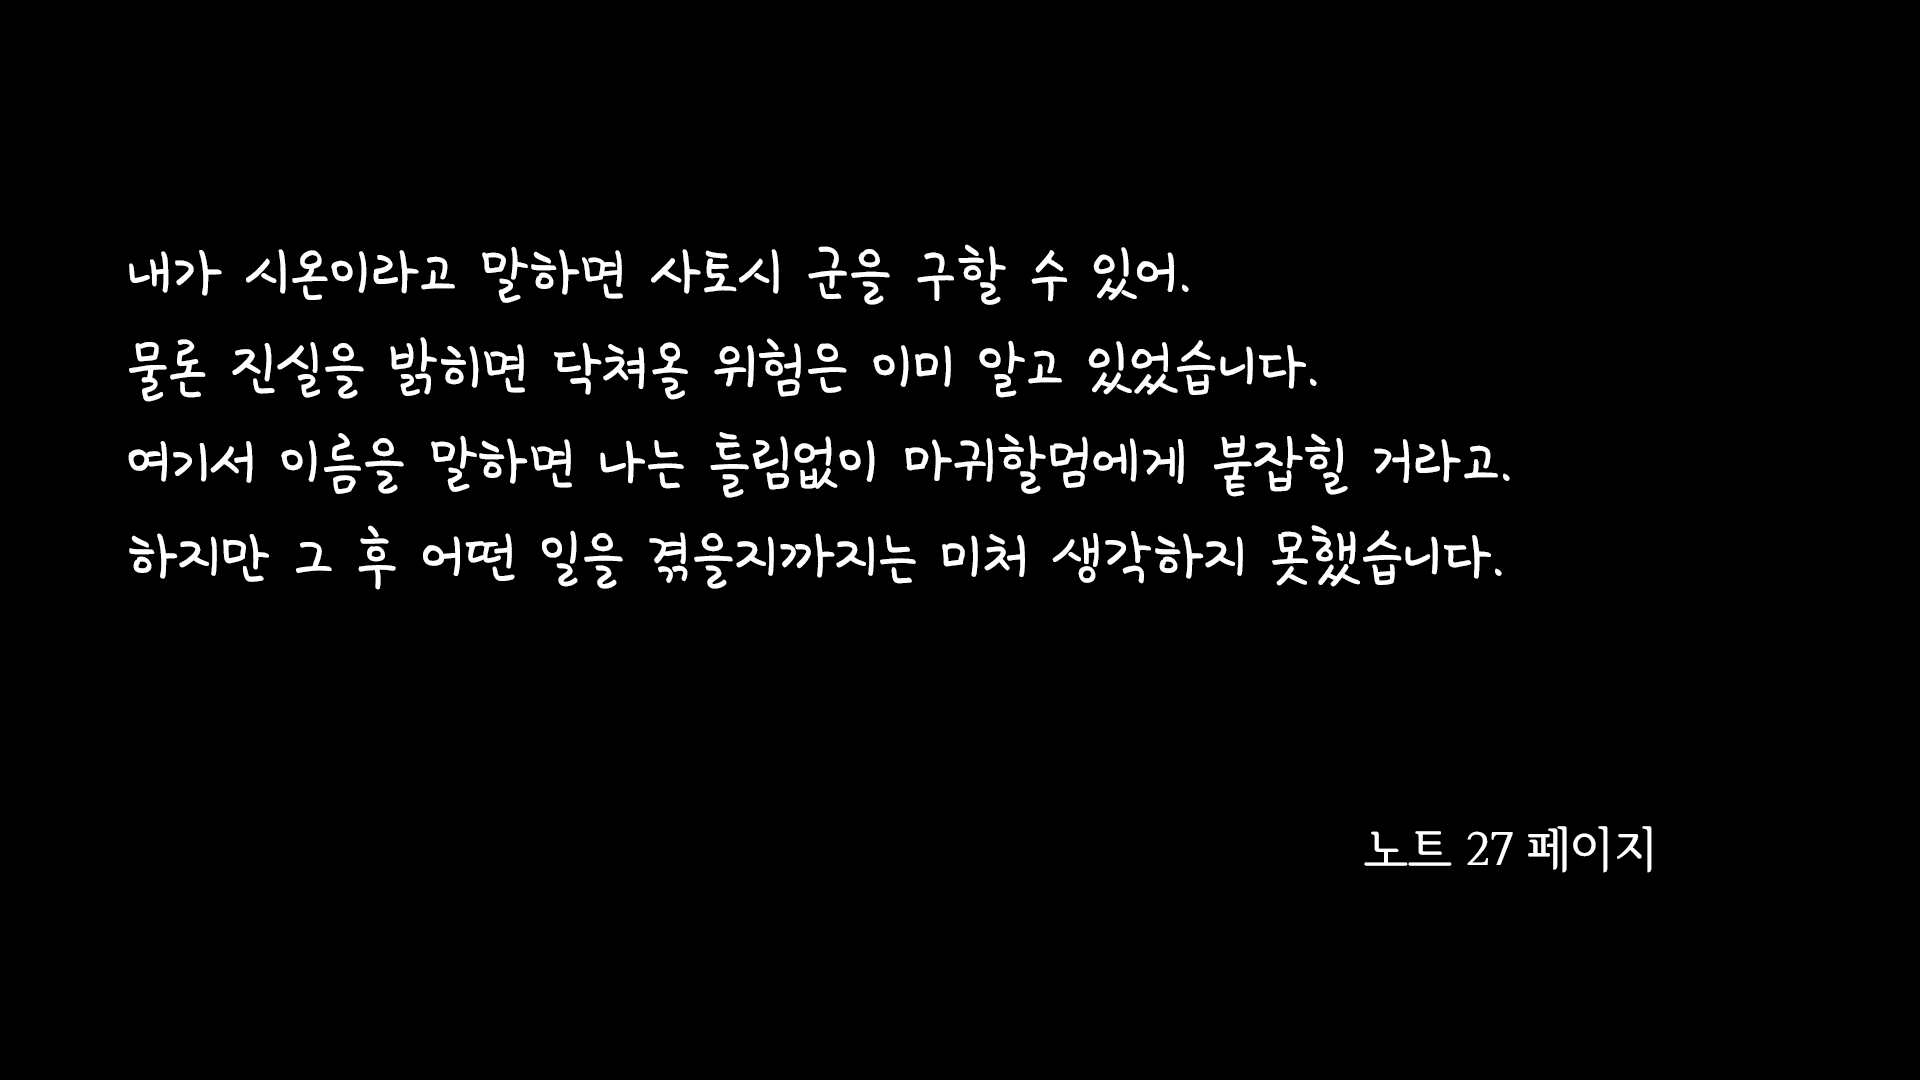 내가 시온이라고 말하면 사토시 군을 구할 수 있어.
물론 진실을 밝히면 닥쳐올 위험은 이미 알고 있었습니다.
여기서 이름을 말하면 나는 틀림없이 마귀할멈에게 붙잡힐 거라고.
하지만 그 후 어떤 일을 겪을지까지는 미처 생각하지 못했습니다.
노트 27 페이지